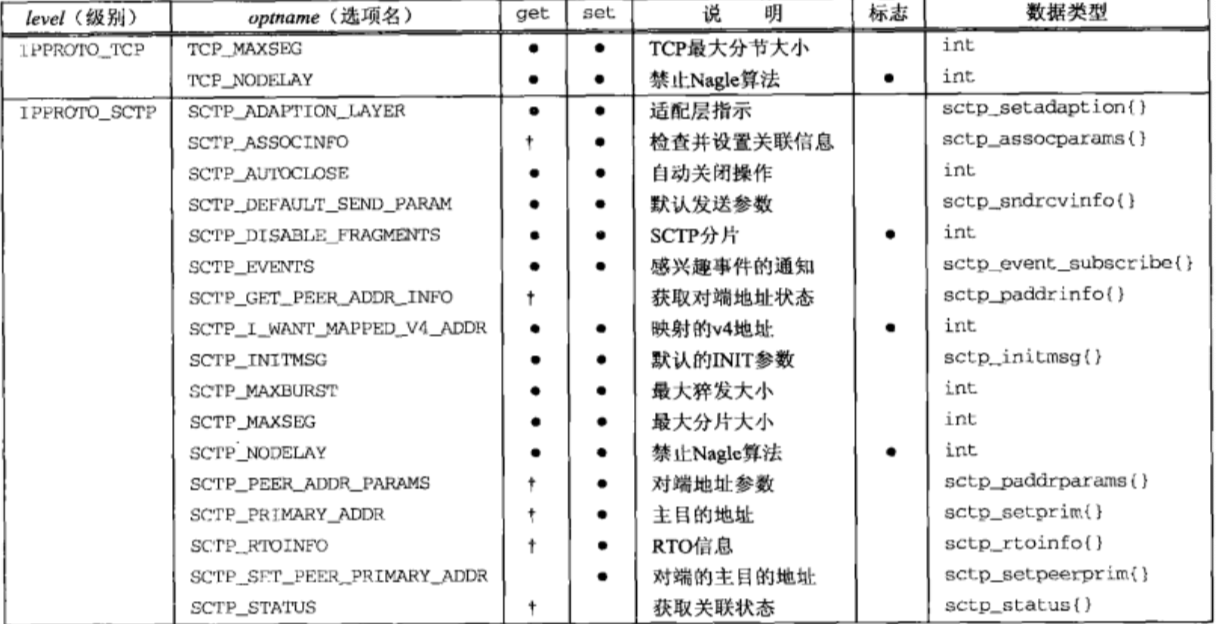 level（级别） optname（选项名） get set 说 明 标志 数据类型
IPPROTO_TCP TCP_MAXSEG ● ● TCP最大分节大小 int
TCP_NODELAY ● ● 禁止Nagle算法 ● int
IPPROTO_SCTP SCTP_ADAPTION_LAYER ● ● 适配层指示 sctp_setadaption{}
SCTP_ASSOCINFO † ● 检查并设置关联信息 sctp_assocparams{}
SCTP_AUTOCLOSE ● ● 自动关闭操作 int
SCTP_DEFAULT_SEND_PARAM ● ● 默认发送参数 sctp_sndrcvinfo{}
SCTP_DISABLE_FRAGMENTS ● ● SCTP分片 ● int
SCTP_EVENTS ● ● 感兴趣事件的通知 sctp_event_subscribe{}
SCTP_GET_PEER_ADDR_INFO † 获取对端地址状态 sctp_paddrinfo{}
SCTP_I_WANT_MAPPED_V4_ADDR ● ● 映射的v4地址 ● int
SCTP_INITMSG ● ● 默认的INIT参数 sctp_initmsg{}
SCTP_MAXBURST ● ● 最大猝发大小 int
SCTP_MAXSEG ● ● 最大分片大小 int
SCTP_NODELAY ● ● 禁止Nagle算法 ● int
SCTP_PEER_ADDR_PARAMS † ● 对端地址参数 sctp_paddrparams{}
SCTP_PRIMARY_ADDR † ● 主目的地址 sctp_setprim{}
SCTP_RTOINFO † ● RTO信息 sctp_rtoinfo{}
SCTP_SET_PEER_PRIMARY_ADDR ● 对端的主目的地址 sctp_setpeerprim{}
SCTP_STATUS † 获取关联状态 sctp_status{}